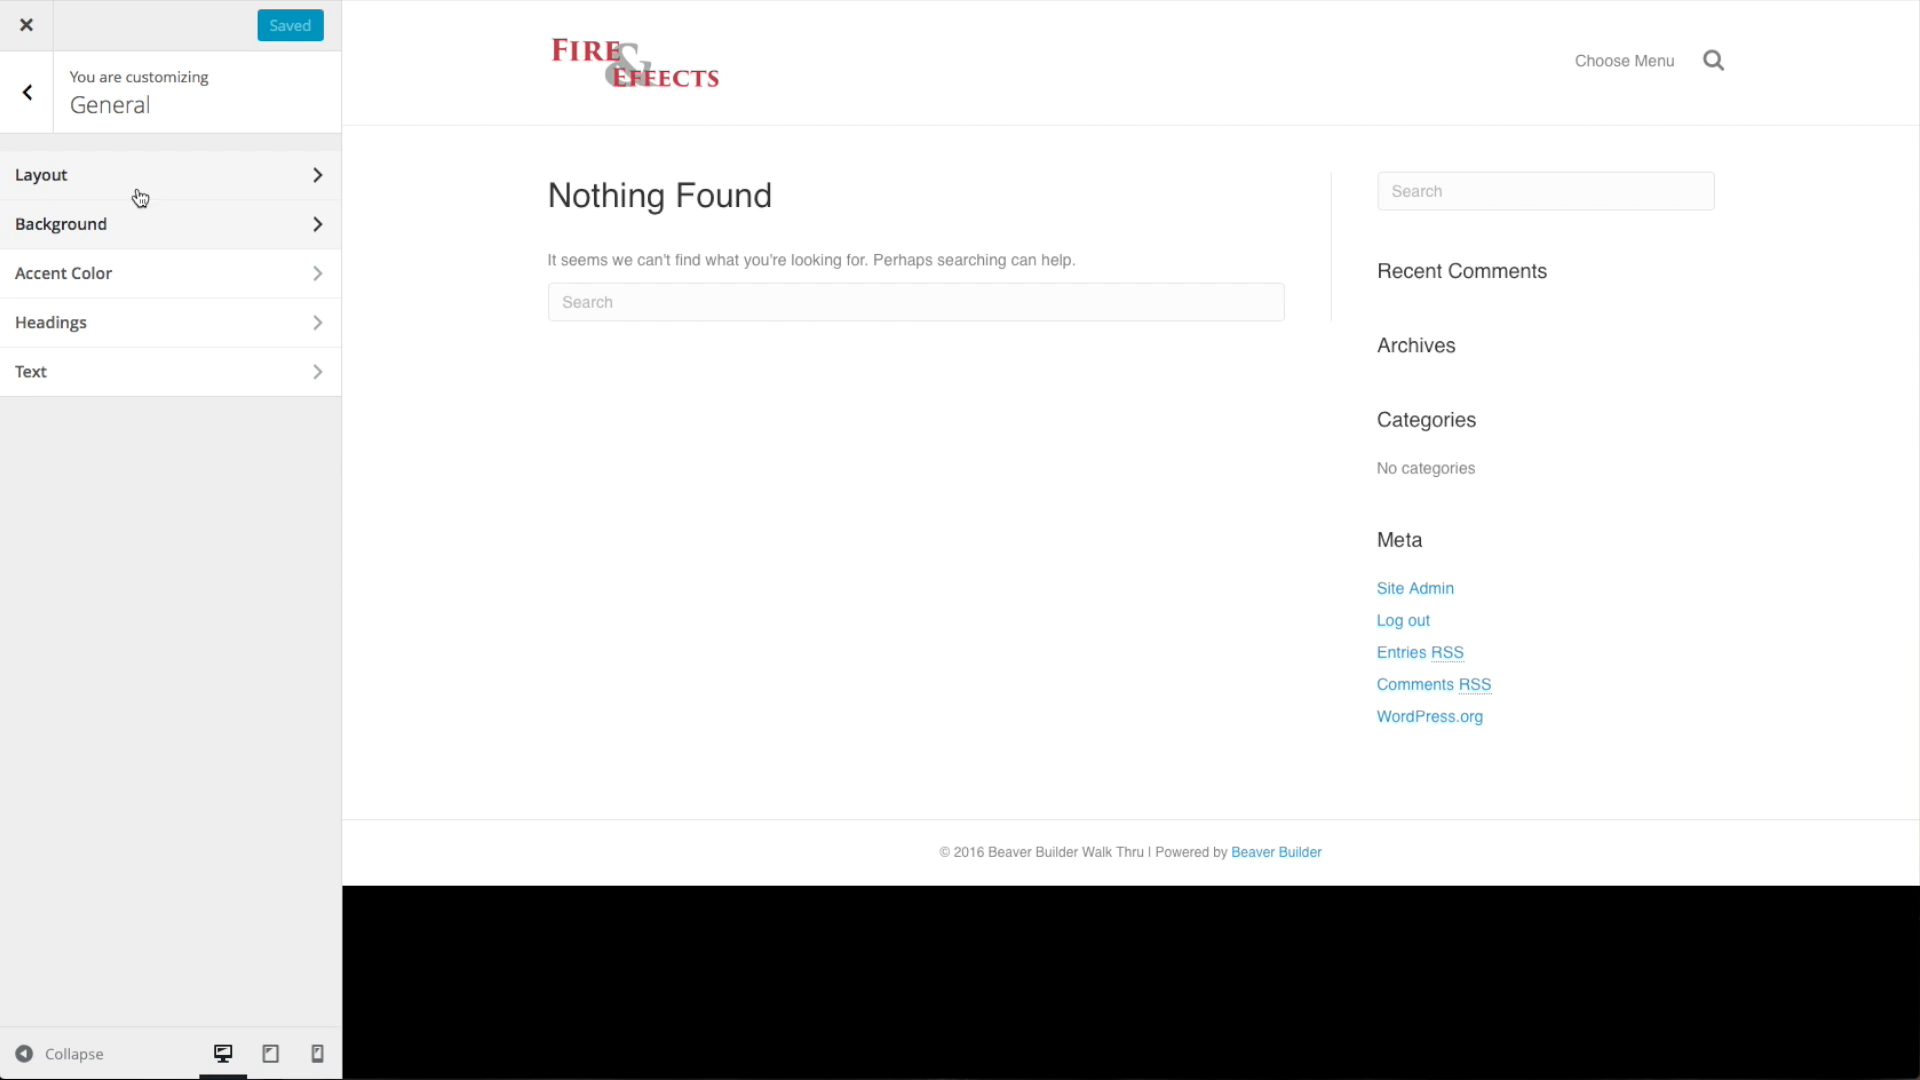 Saved
You are customizing
General
Layout
Background
Accent Color
Headings
Text
Collapse
FIRE
&
EFFECTS
Choose Menu
Nothing Found
It seems we can't find what you're looking for. Perhaps searching can help.
Search
Search
Recent Comments
Archives
Categories
No categories
Meta
Site Admin
Log out
Entries RSS
Comments RSS
WordPress.org
© 2016 Beaver Builder Walk Thru | Powered by Beaver Builder